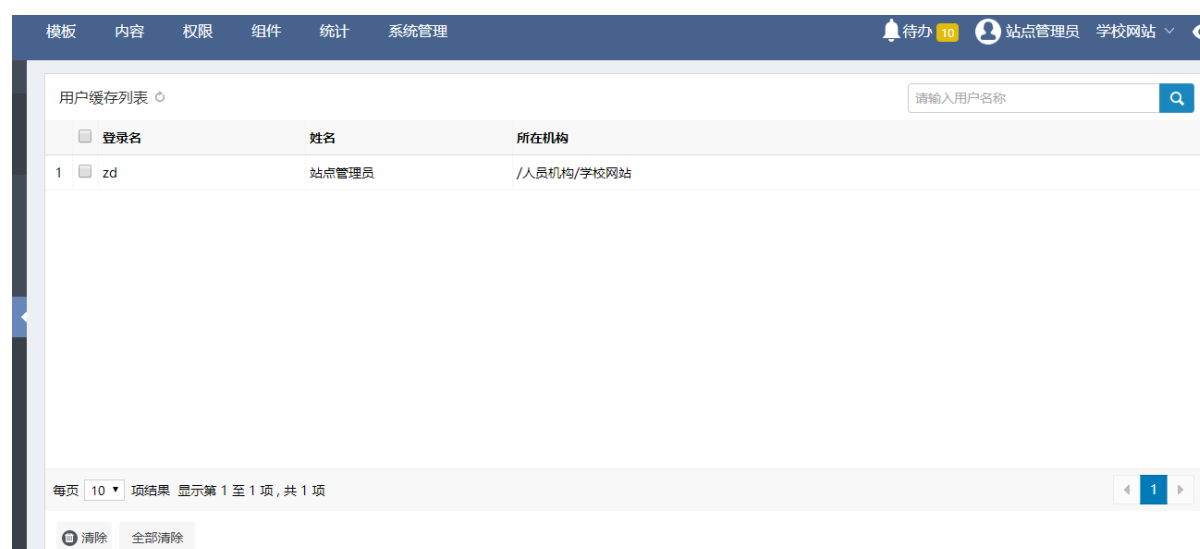 模板 内容 权限 组件 统计 系统管理 待办 10 站点管理员 学校网站
用户缓存列表 请输入用户名称
登录名 姓名 所在机构
1 zd 站点管理员 /人员机构/学校网站
每页 10 项结果 显示第 1 至 1 项 , 共 1 项 1
清除 全部清除